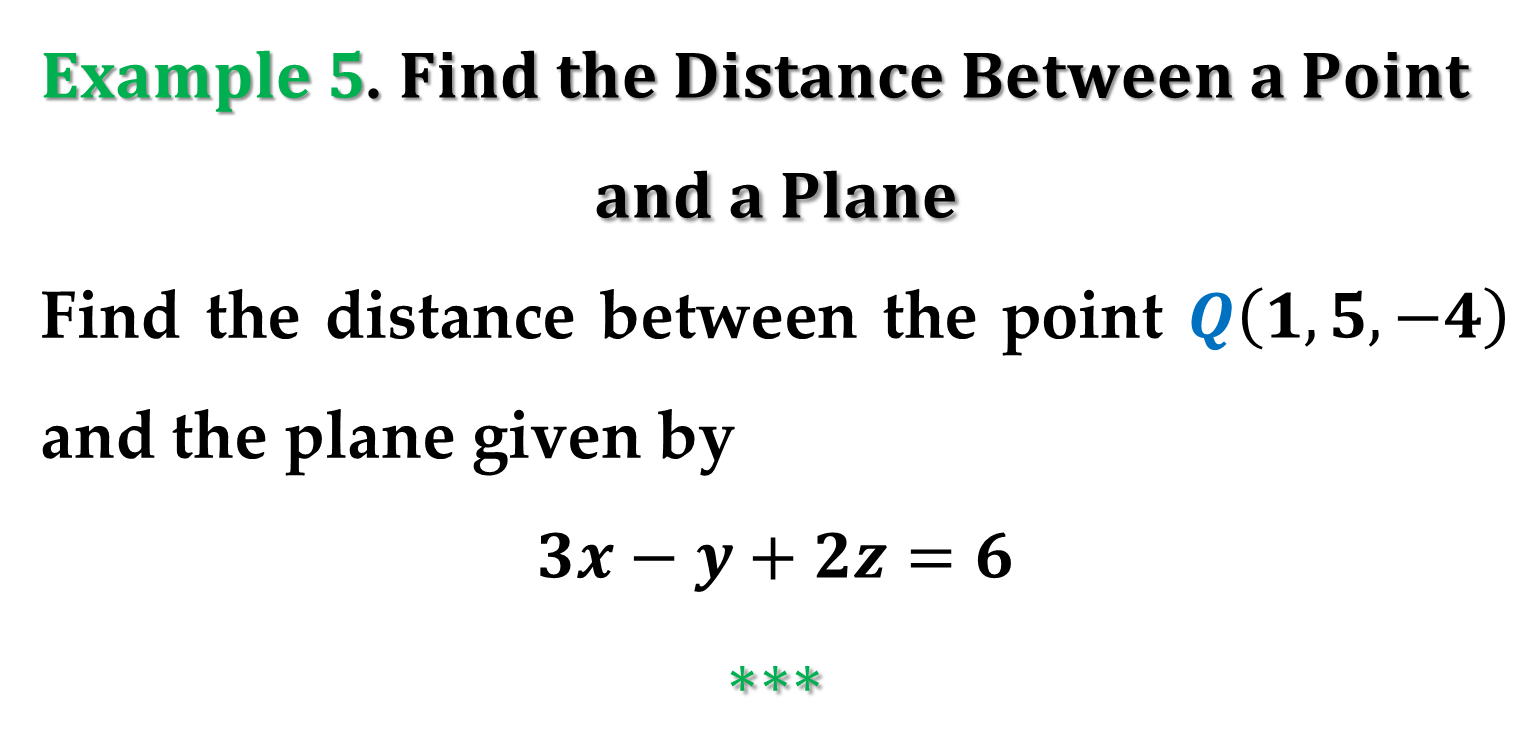 Example 5. Find the Distance Between a Point
and a Plane
Find the distance between the point Q(1, 5, −4)
and the plane given by
3x − y + 2z = 6
***